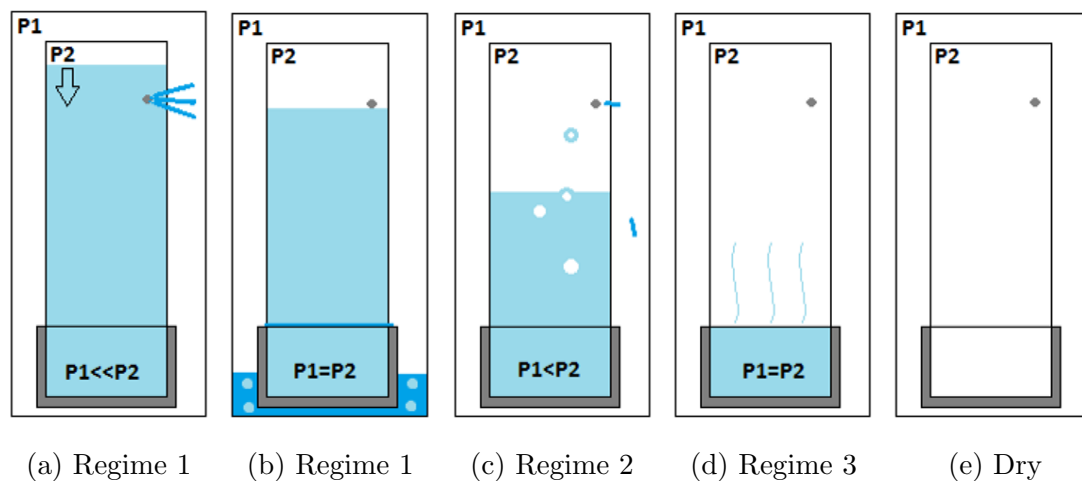 P1
P2
P1<<P2
P1
P2
P1=P2
P1
P2
P1<P2
P1
P2
P1=P2
P1
P2
(a) Regime 1
(b) Regime 1
(c) Regime 2
(d) Regime 3
(e) Dry